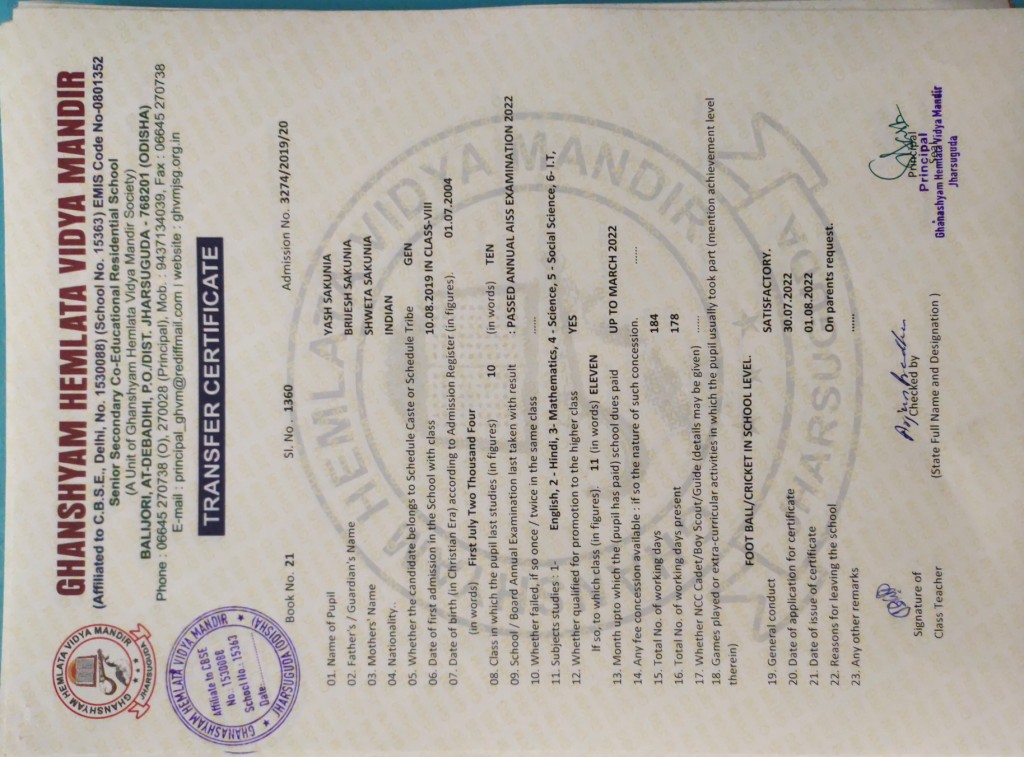 GHANSHYAM HEMLATA VIDYA MANDIR
(Affiliated to C.B.S.E., Delhi, No. 1530088) (School No. 15363) EMIS Code No-0801352
Senior Secondary Co-Educational Residential School
(A Unit of Ghanshyam Hemlata Vidya Mandir Society)
BALIJORI, AT-DEBADIHI, P.O./DIST. JHARSUGUDA - 768201 (ODISHA)
Phone : 06645 270738 (O), 270028 (Principal), Mob. : 9437134039, Fax : 06645 270738
E-mail : principal_ghvm@rediffmail.com | website : ghvmjsg.org.in
GHANSHYAM HEMLATA VIDYA MANDIR
JHARSUGUDA
GHANASHYAM HEMLATA VIDYA MANDIR
Affiliate to CBSE
No.: 1530088
School No.: 15363
Date
JHARSUGUDA (ODISHA)
TRANSFER CERTIFICATE
Book No. 21 Sl. No. 1360 Admission No. 3274/2019/20
01. Name of Pupil YASH SAKUNIA
02. Father's / Guardian's Name BRIJESH SAKUNIA
03. Mothers' Name SHWETA SAKUNIA
04. Nationality.. INDIAN
05. Whether the candidate belongs to Schedule Caste or Schedule Tribe GEN
06. Date of first admission in the School with class 10.08.2019 IN CLASS-VIII
07. Date of birth (in Christian Era) according to Admission Register (in figures). 01.07.2004
(in words) First July Two Thousand Four
08. Class in which the pupil last studies (in figures) 10 (in words) TEN
09. School / Board Annual Examination last taken with result : PASSED ANNUAL AISS EXAMINATION 2022
10. Whether failed, if so once / twice in the same class ......
11. Subjects studies : 1- English, 2 - Hindi, 3- Mathematics, 4 - Science, 5 - Social Science, 6- I.T,
12. Whether qualified for promotion to the higher class YES
If so, to which class (in figures). 11 (in words) ELEVEN
13. Month upto which the (pupil has paid) school dues paid UP TO MARCH 2022
14. Any fee concession available : if so the nature of such concession. ......
15. Total No. of working days 184
16. Total No. of working days present 178
17. Whether NCC Cadet/Boy Scout/Guide (details may be given) ......
18. Games played or extra-curricular activities in which the pupil usually took part (mention achievement level
therein) FOOT BALL/CRICKET IN SCHOOL LEVEL.
19. General conduct SATISFACTORY.
20. Date of application for certificate 30.07.2022
21. Date of issue of certificate 01.08.2022
22. Reasons for leaving the school On parents request.
23. Any other remarks ......
Signature of
Class Teacher
Checked by
(State Full Name and Designation )
Principal
Seal
Principal
Ghanashyam Hemlata Vidya Mandir
Jharsuguda
HEMLATA VIDYA MANDIR
JHARSUGUDA